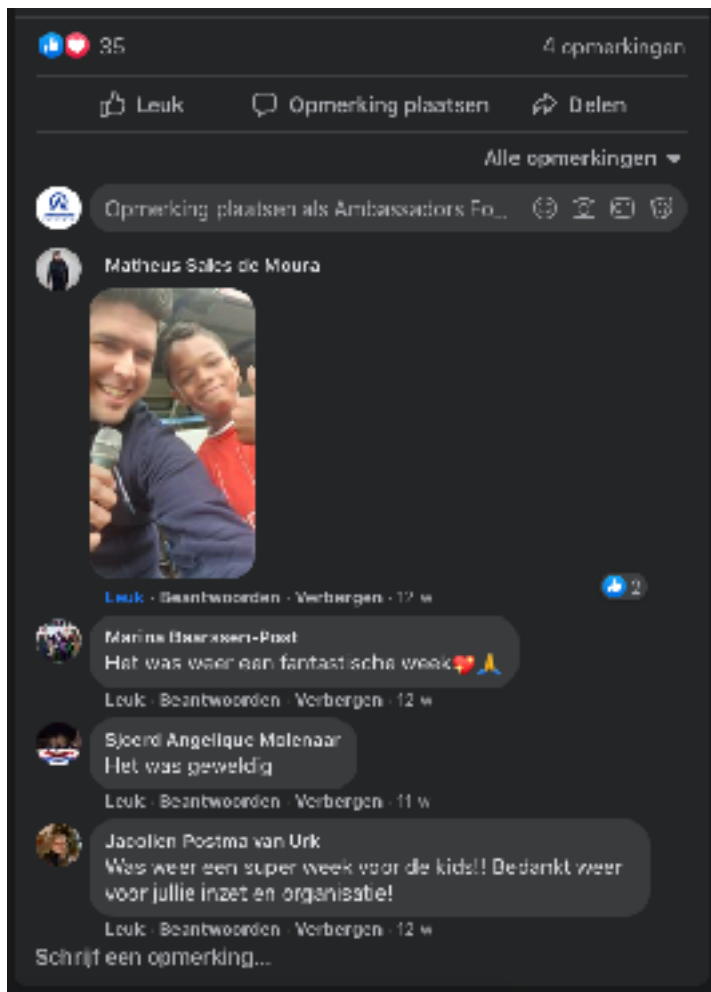 35 4 opmerkingen
Leuk Opmerking plaatsen Delen
Alle opmerkingen
Opmerking plaatsen als Ambassadors Fo...
Matheus Sales de Moura
Leuk · Beantwoorden · Verbergen · 12 w
2
Marina Baarssen-Post
Het was weer een fantastische week💖🙏
Leuk · Beantwoorden · Verbergen · 12 w
Sjoerd Angelique Molenaar
Het was geweldig
Leuk · Beantwoorden · Verbergen · 11 w
Jacolien Postma van Urk
Was weer een super week voor de kids!! Bedankt weer
voor jullie inzet en organisatie!
Leuk · Beantwoorden · Verbergen · 12 w
Schrijf een opmerking...